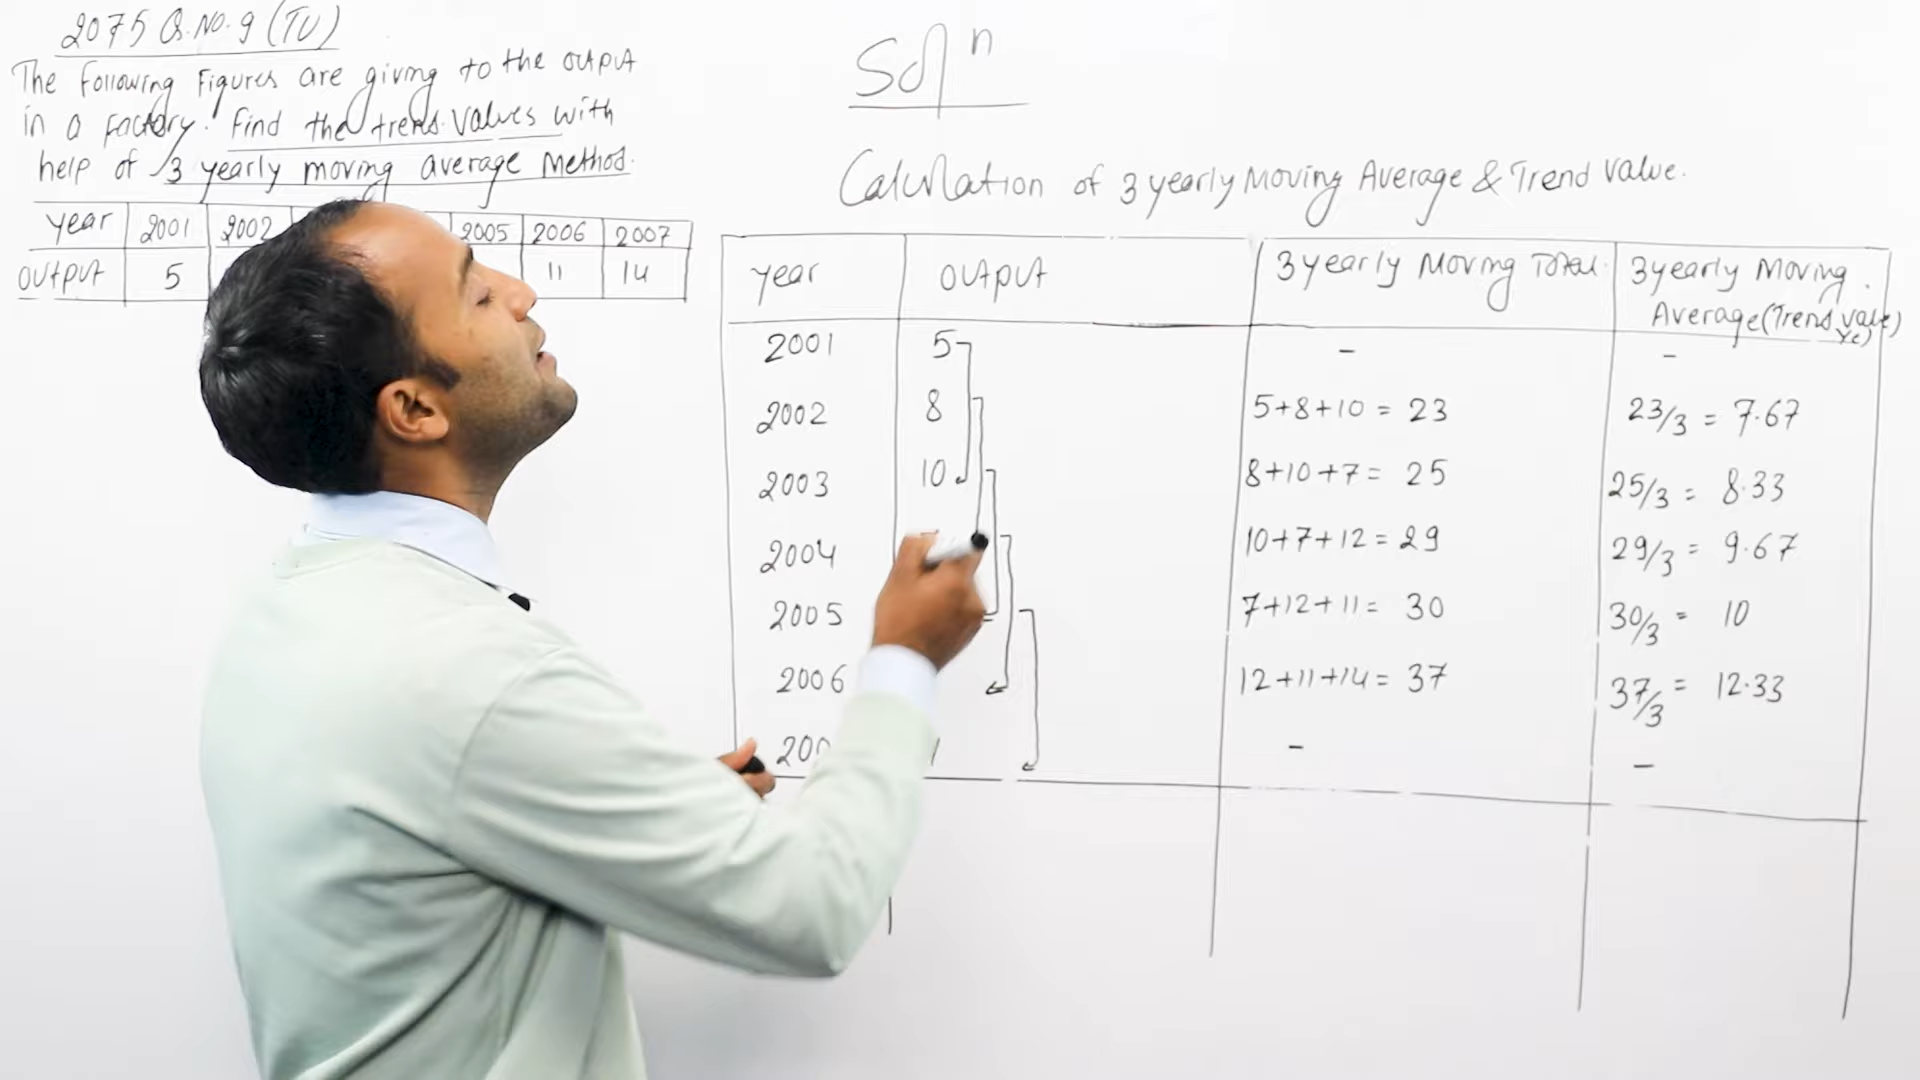 2075 Q.No.9 (TU)
The Following Figures are giving to the output
in a factory. Find the trend values with
help of 3 yearly moving average method.
year 2001 2002 2005 2006 2007
output 5 11 14
Solⁿ
Calculation of 3 yearly Moving Average & Trend Value.
year output 3 yearly Moving Total 3 yearly Moving Average (Trend value) Yc)
2001 5 - -
2002 8 5+8+10 = 23 23/3 = 7.67
2003 10 8+10+7 = 25 25/3 = 8.33
2004 10+7+12 = 29 29/3 = 9.67
2005 7+12+11 = 30 30/3 = 10
2006 12+11+14 = 37 37/3 = 12.33
200 - -